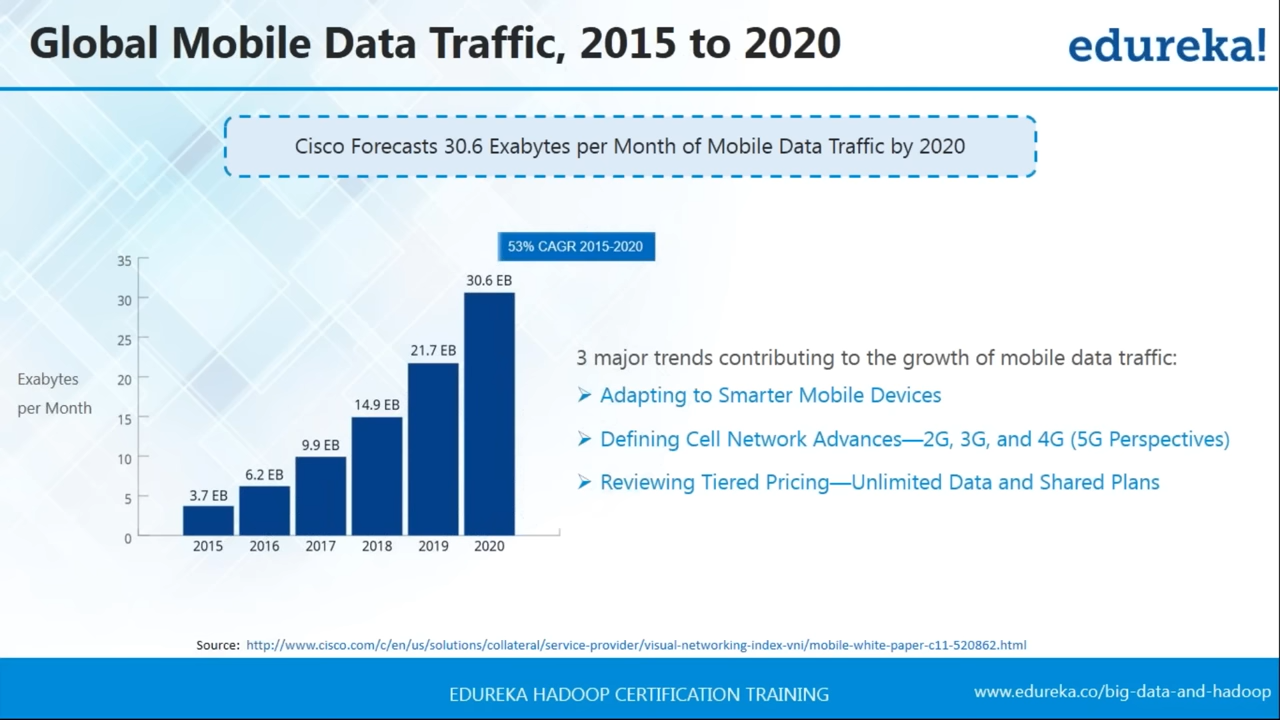 Global Mobile Data Traffic, 2015 to 2020
edureka!
Cisco Forecasts 30.6 Exabytes per Month of Mobile Data Traffic by 2020
53% CAGR 2015-2020
Exabytes
per Month
35
30
25
20
15
10
5
0
3.7 EB
6.2 EB
9.9 EB
14.9 EB
21.7 EB
30.6 EB
2015 2016 2017 2018 2019 2020
3 major trends contributing to the growth of mobile data traffic:
➢ Adapting to Smarter Mobile Devices
➢ Defining Cell Network Advances—2G, 3G, and 4G (5G Perspectives)
➢ Reviewing Tiered Pricing—Unlimited Data and Shared Plans
Source: http://www.cisco.com/c/en/us/solutions/collateral/service-provider/visual-networking-index-vni/mobile-white-paper-c11-520862.html
EDUREKA HADOOP CERTIFICATION TRAINING
www.edureka.co/big-data-and-hadoop